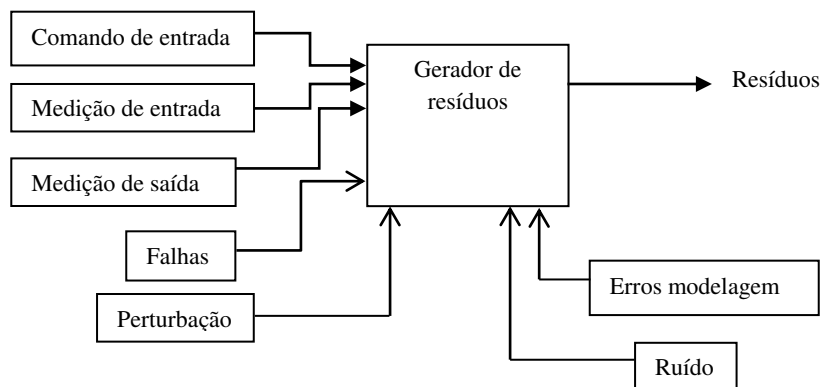 Comando de entrada
Gerador de
resíduos
Resíduos
Medição de entrada
Medição de saída
Falhas
Perturbação
Erros modelagem
Ruído